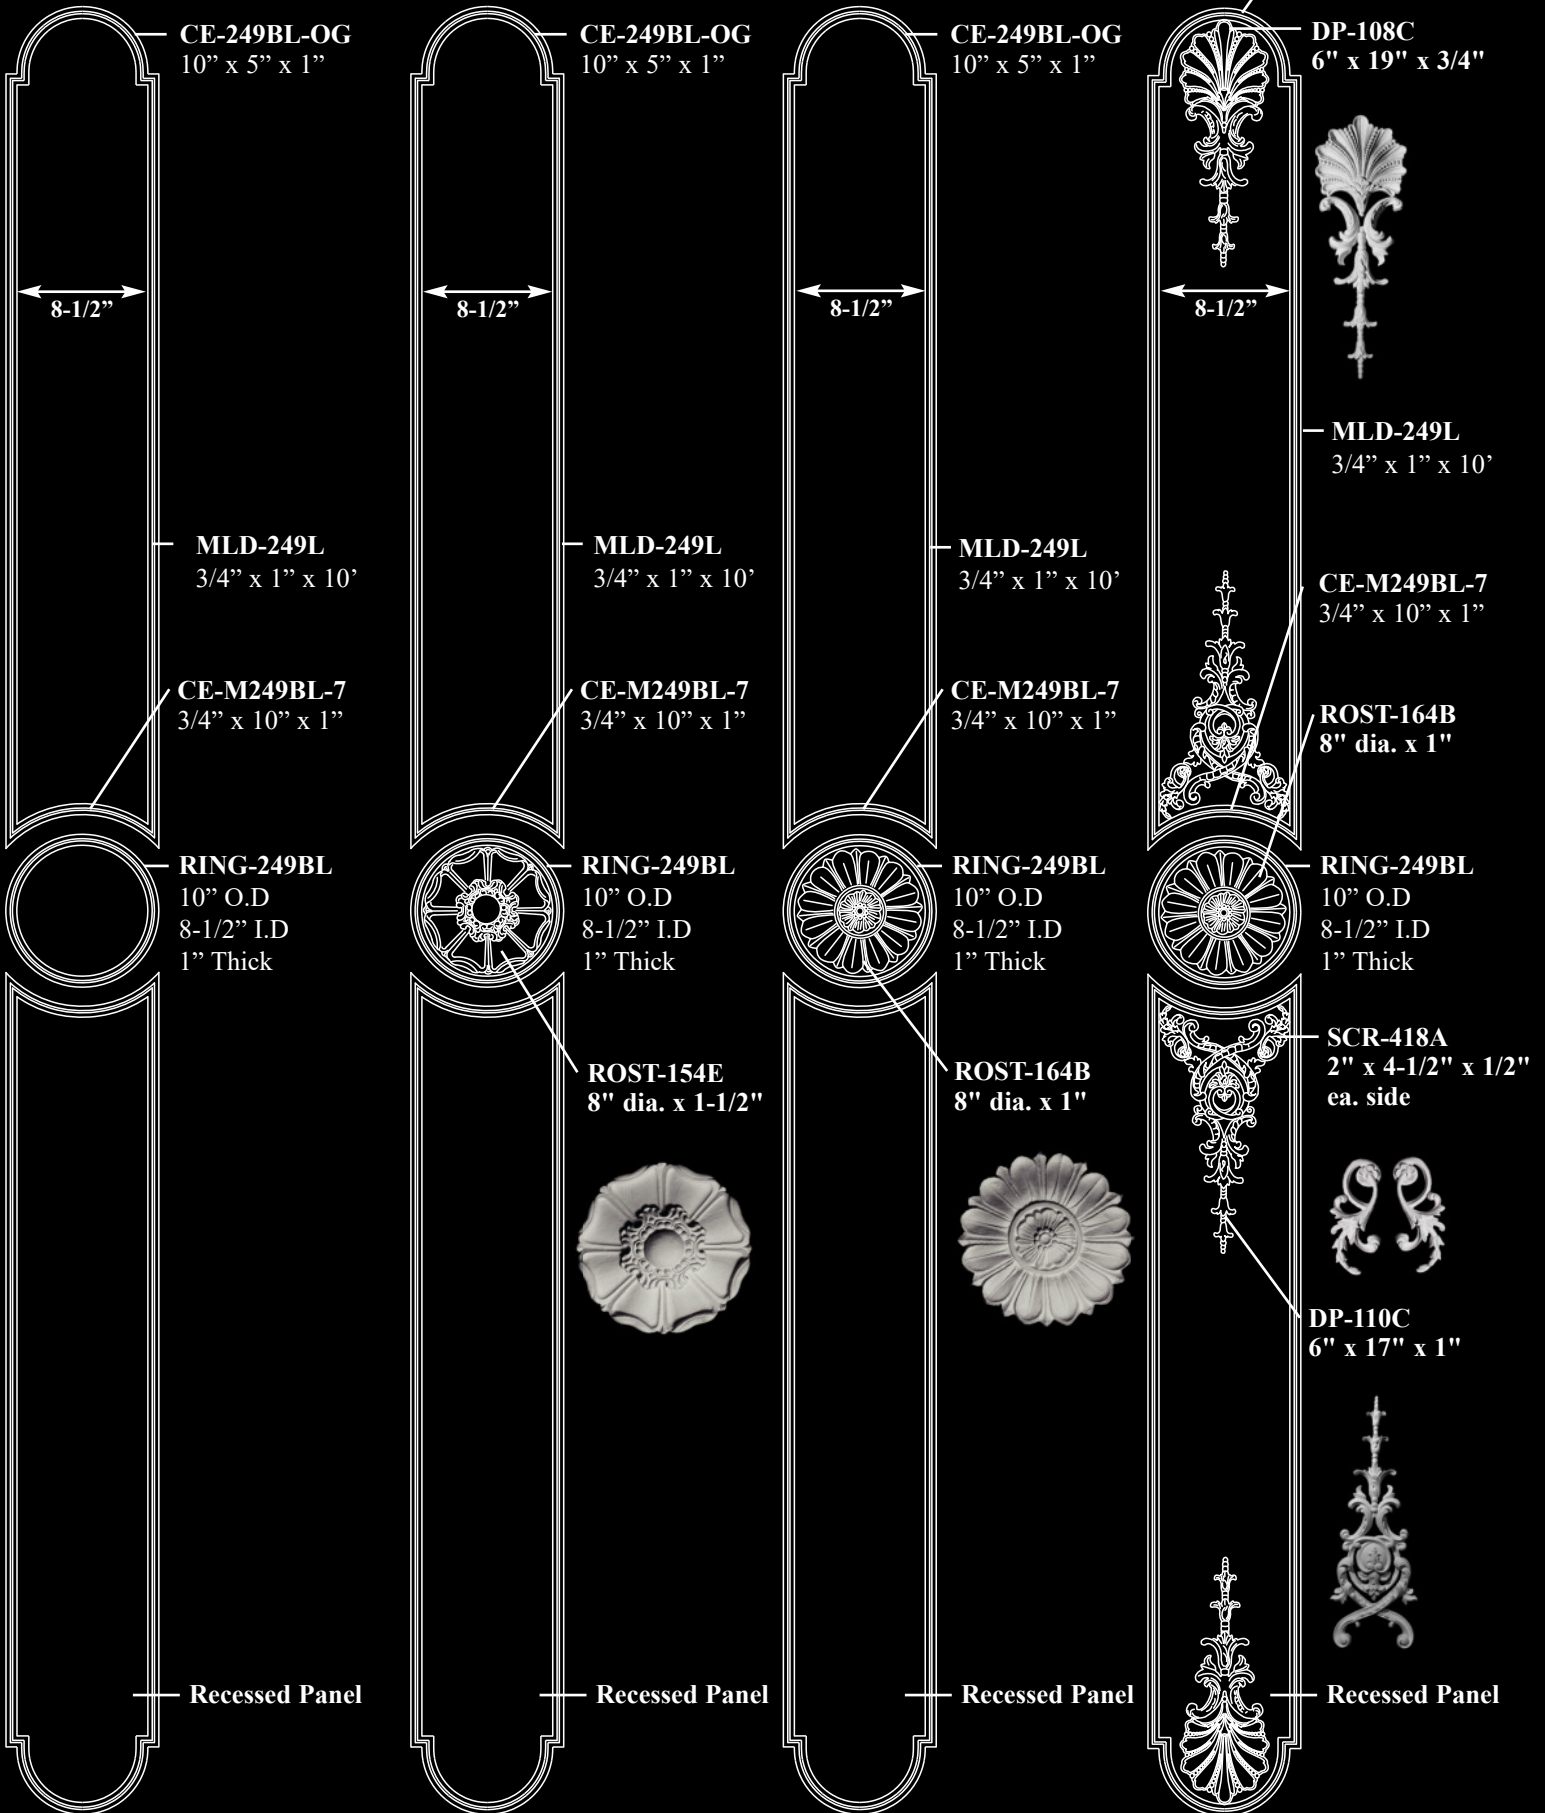 CE-249BL-OG
10” x 5” x 1”
8-1/2”
MLD-249L
3/4” x 1” x 10’
CE-M249BL-7
3/4” x 10” x 1”
RING-249BL
10” O.D
8-1/2” I.D
1” Thick
Recessed Panel
CE-249BL-OG
10” x 5” x 1”
8-1/2”
MLD-249L
3/4” x 1” x 10’
CE-M249BL-7
3/4” x 10” x 1”
RING-249BL
10” O.D
8-1/2” I.D
1” Thick
ROST-154E
8" dia. x 1-1/2"
Recessed Panel
CE-249BL-OG
10” x 5” x 1”
8-1/2”
MLD-249L
3/4” x 1” x 10’
CE-M249BL-7
3/4” x 10” x 1”
RING-249BL
10” O.D
8-1/2” I.D
1” Thick
ROST-164B
8" dia. x 1"
Recessed Panel
DP-108C
6" x 19" x 3/4"
8-1/2”
MLD-249L
3/4” x 1” x 10’
CE-M249BL-7
3/4” x 10” x 1”
ROST-164B
8" dia. x 1"
RING-249BL
10” O.D
8-1/2” I.D
1” Thick
SCR-418A
2" x 4-1/2" x 1/2"
ea. side
DP-110C
6" x 17" x 1"
Recessed Panel